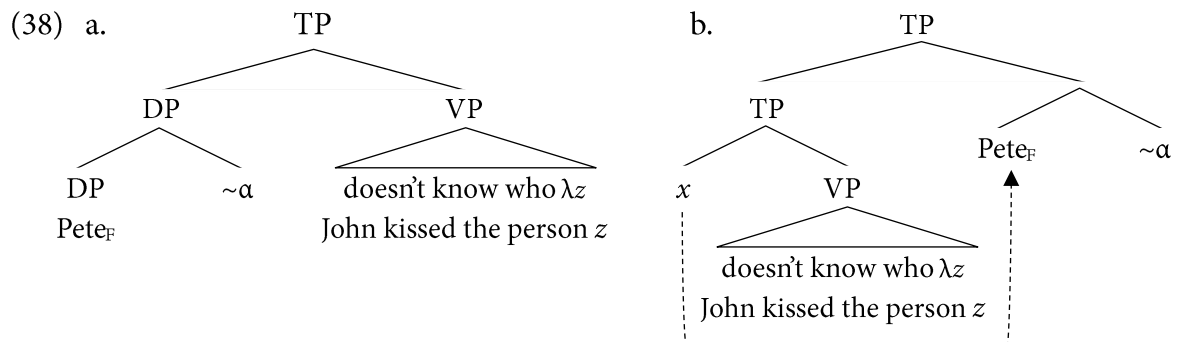 (38) a. TP b. TP
DP VP TP
DP ~α doesn't know who λz x VP Pete_F ~α
Pete_F John kissed the person z
doesn't know who λz
John kissed the person z